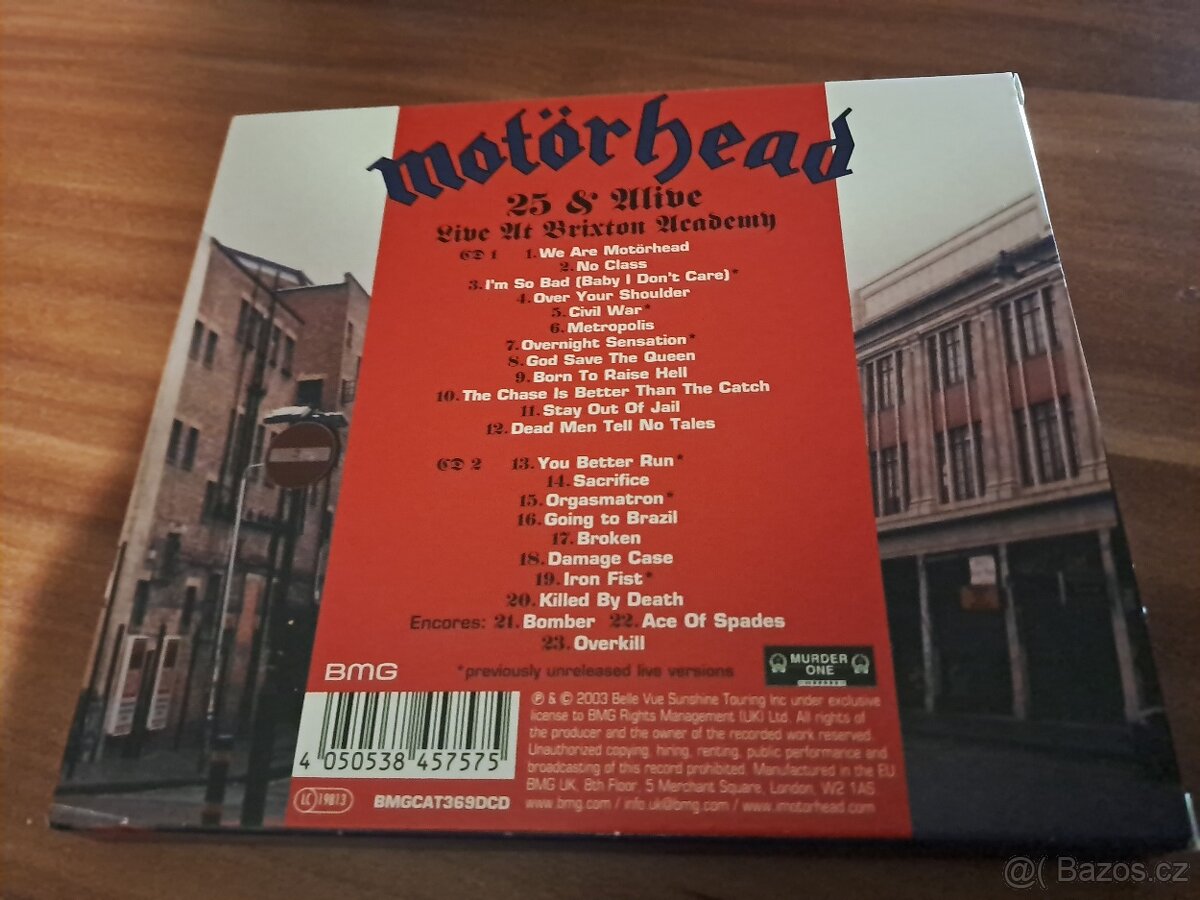 motörhead
25 & Alive
Live At Brixton Academy
CD 1 1. We Are Motörhead
2. No Class
3. I'm So Bad (Baby I Don't Care)*
4. Over Your Shoulder
5. Civil War*
6. Metropolis
7. Overnight Sensation*
8. God Save The Queen
9. Born To Raise Hell
10. The Chase Is Better Than The Catch
11. Stay Out Of Jail
12. Dead Men Tell No Tales
CD 2 13. You Better Run*
14. Sacrifice
15. Orgasmatron*
16. Going to Brazil
17. Broken
18. Damage Case
19. Iron Fist*
20. Killed By Death
Encores: 21. Bomber 22. Ace Of Spades
23. Overkill
BMG
*previously unreleased live versions
MURDER
ONE
℗ & © 2003 Belle Vue Sunshine Touring Inc under exclusive
license to BMG Rights Management (UK) Ltd. All rights of
the producer and the owner of the recorded work reserved.
Unauthorized copying, hiring, renting, public performance and
broadcasting of this record prohibited. Manufactured in the EU.
BMG UK, 8th Floor, 5 Merchant Square, London, W2 1AS
www.bmg.com / info.uk@bmg.com / www.imotorhead.com
4 050538 457575
LC 19813
BMGCAT369DCD
@( Bazos.cz